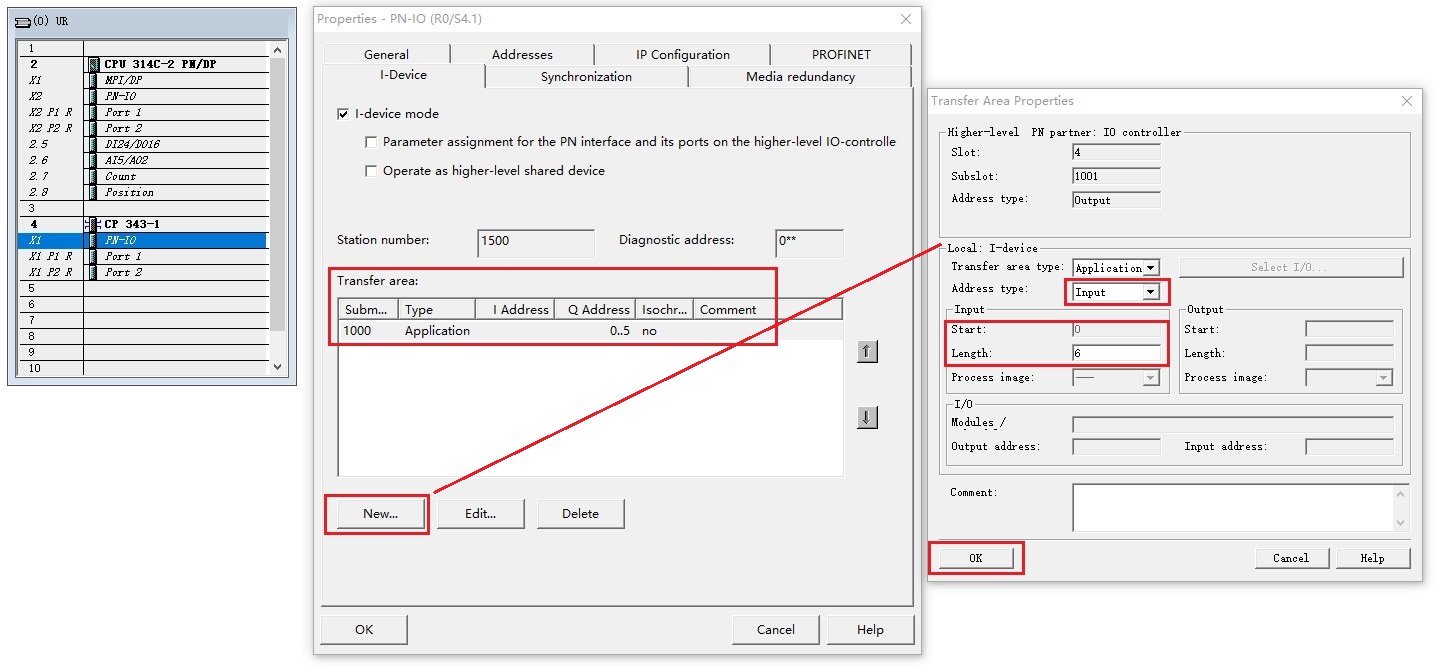 (0) UR
1
2 CPU 314C-2 PN/DP
X1 MPI/DP
X2 PN-IO
X2 P1 R Port 1
X2 P2 R Port 2
2.5 DI24/DO16
2.6 AI5/AO2
2.7 Count
2.8 Position
3
4 CP 343-1
X1 PN-IO
X1 P1 R Port 1
X1 P2 R Port 2
5
6
7
8
9
10
Properties - PN-IO (R0/S4.1)
General Addresses IP Configuration PROFINET
I-Device Synchronization Media redundancy
I-device mode
Parameter assignment for the PN interface and its ports on the higher-level IO-controlle
Operate as higher-level shared device
Station number: 1500 Diagnostic address: 0**
Transfer area:
Subm... Type I Address Q Address Isochr... Comment
1000 Application 0..5 no
New... Edit... Delete
OK Cancel Help
Transfer Area Properties
Higher-level PN partner: IO controller
Slot: 4
Subslot: 1001
Address type: Output
Local: I-device
Transfer area type: Application Select I/O...
Address type: Input
Input Output
Start: 0 Start:
Length: 6 Length:
Process image: --- Process image:
I/O
Modules /
Output address: Input address:
Comment:
OK Cancel Help